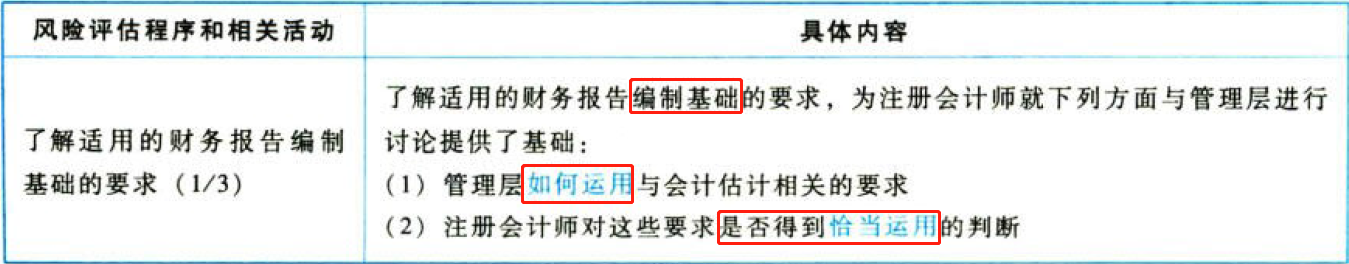 风险评估程序和相关活动
具体内容
了解适用的财务报告编制
基础的要求（1/3）
了解适用的财务报告编制基础的要求，为注册会计师就下列方面与管理层进行
讨论提供了基础：
（1）管理层如何运用与会计估计相关的要求
（2）注册会计师对这些要求是否得到恰当运用的判断